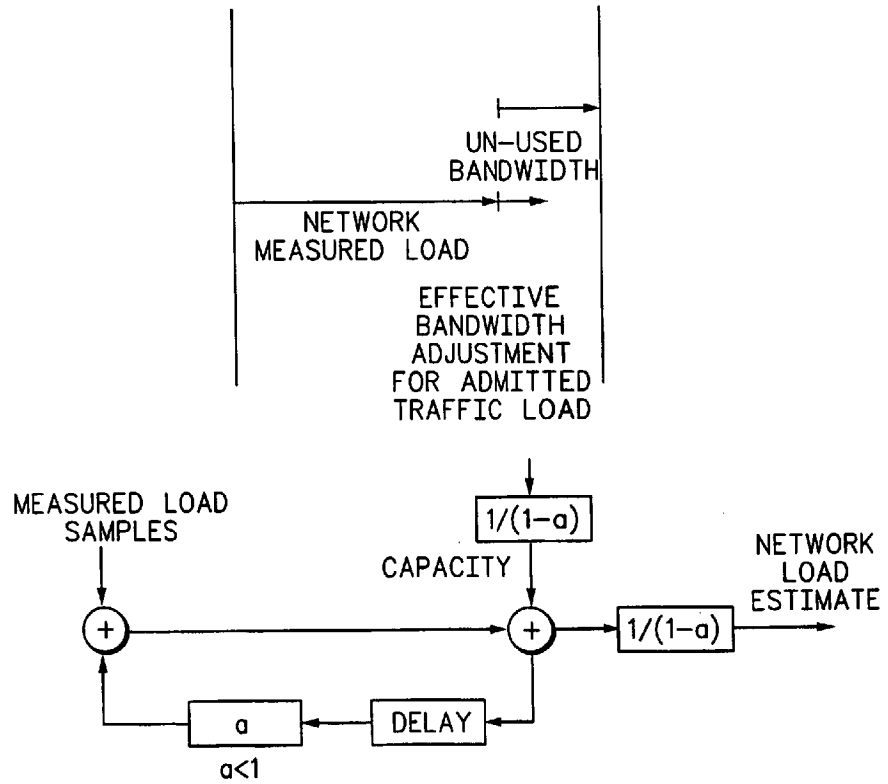 UN-USED
BANDWIDTH
NETWORK
MEASURED LOAD
EFFECTIVE
BANDWIDTH
ADJUSTMENT
FOR ADMITTED
TRAFFIC LOAD
MEASURED LOAD
SAMPLES
1/(1-a)
CAPACITY
NETWORK
LOAD
ESTIMATE
+
+
1/(1-a)
a
DELAY
a<1